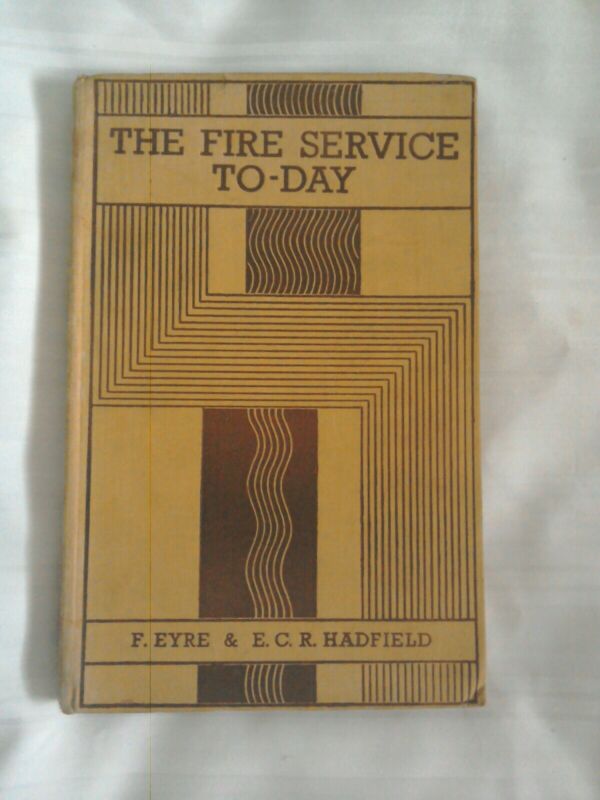 THE FIRE SERVICE
TO-DAY
F. EYRE & E. C. R. HADFIELD